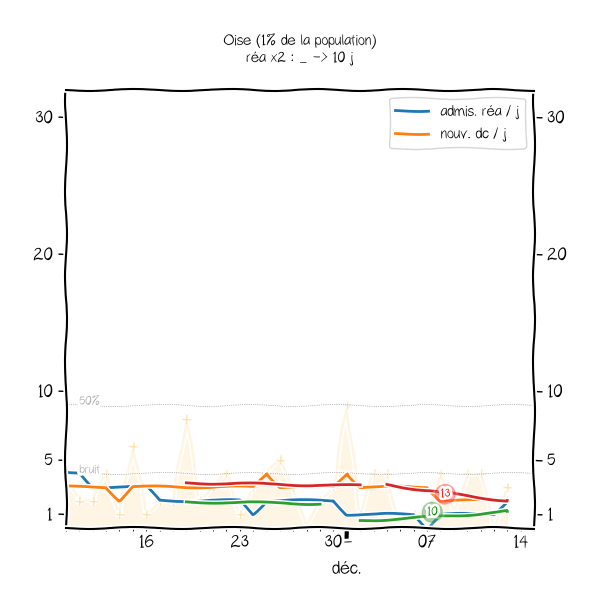 Oise (1% de la population)
réa x2 : _ -> 10 j
admis. réa / j
nouv. dc / j
30 30
20 20
10 10
50%
5 5
bruit
13
10
1 1
16 23 30 07 14
déc.